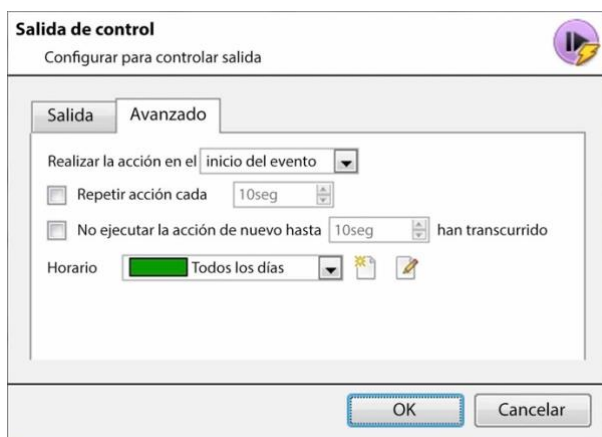 Salida de control
Configurar para controlar salida
Salida
Avanzado
Realizar la acción en el inicio del evento
Repetir acción cada 10seg
No ejecutar la acción de nuevo hasta 10seg han transcurrido
Horario Todos los días
OK
Cancelar